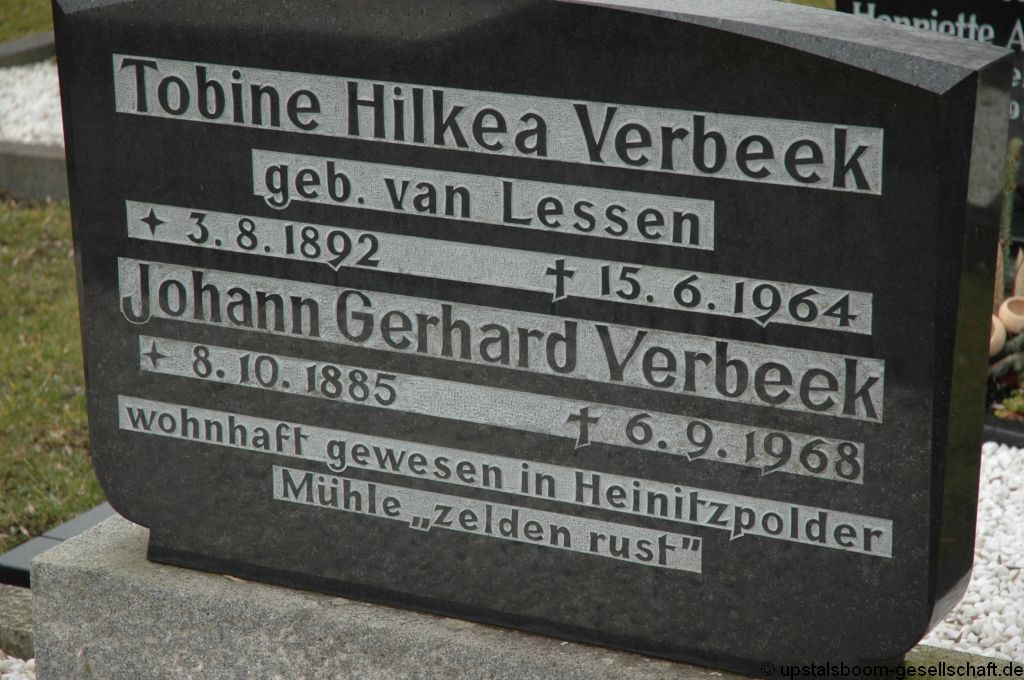 Tobine Hilkea Verbeek
geb. van Lessen
✦ 3. 8. 1892 † 15. 6. 1964
Johann Gerhard Verbeek
✦ 8. 10. 1885 † 6. 9. 1968
wohnhaft gewesen in Heinitzpolder
Mühle „zelden rust”
Henriette A
© upstalsboom-gesellschaft.de